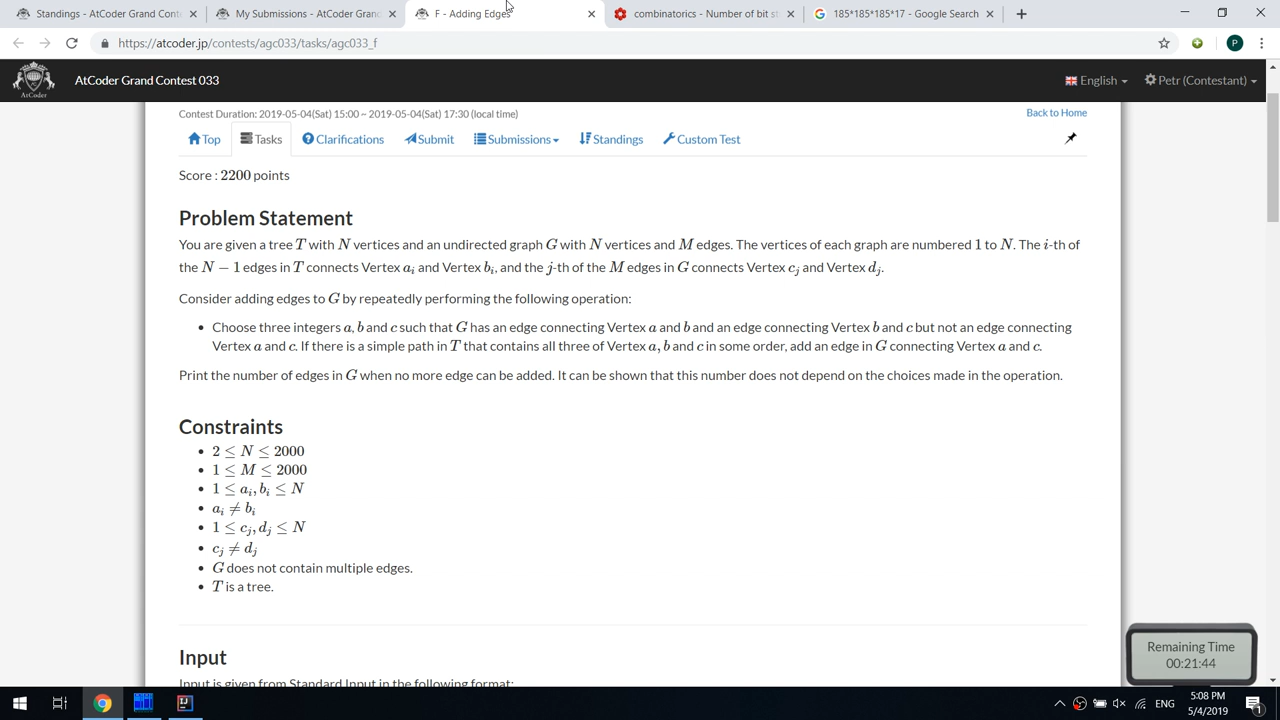 Standings - AtCoder Grand Cont
My Submissions - AtCoder Grand
F - Adding Edges
combinatorics - Number of bit st
185*185*185*17 - Google Search
https://atcoder.jp/contests/agc033/tasks/agc033_f
P
AtCoder
AtCoder Grand Contest 033
English
Petr (Contestant)
Contest Duration: 2019-05-04(Sat) 15:00 ~ 2019-05-04(Sat) 17:30 (local time)
Back to Home
Top
Tasks
Clarifications
Submit
Submissions
Standings
Custom Test
Score : 2200 points
Problem Statement
You are given a tree T with N vertices and an undirected graph G with N vertices and M edges. The vertices of each graph are numbered 1 to N. The i-th of
the N − 1 edges in T connects Vertex a_i and Vertex b_i, and the j-th of the M edges in G connects Vertex c_j and Vertex d_j.
Consider adding edges to G by repeatedly performing the following operation:
• Choose three integers a, b and c such that G has an edge connecting Vertex a and b and an edge connecting Vertex b and c but not an edge connecting
Vertex a and c. If there is a simple path in T that contains all three of Vertex a, b and c in some order, add an edge in G connecting Vertex a and c.
Print the number of edges in G when no more edge can be added. It can be shown that this number does not depend on the choices made in the operation.
Constraints
• 2 ≤ N ≤ 2000
• 1 ≤ M ≤ 2000
• 1 ≤ a_i, b_i ≤ N
• a_i ≠ b_i
• 1 ≤ c_j, d_j ≤ N
• c_j ≠ d_j
• G does not contain multiple edges.
• T is a tree.
Input
Input is given from Standard Input in the following format:
Remaining Time
00:21:44
ENG
5:08 PM
5/4/2019
1